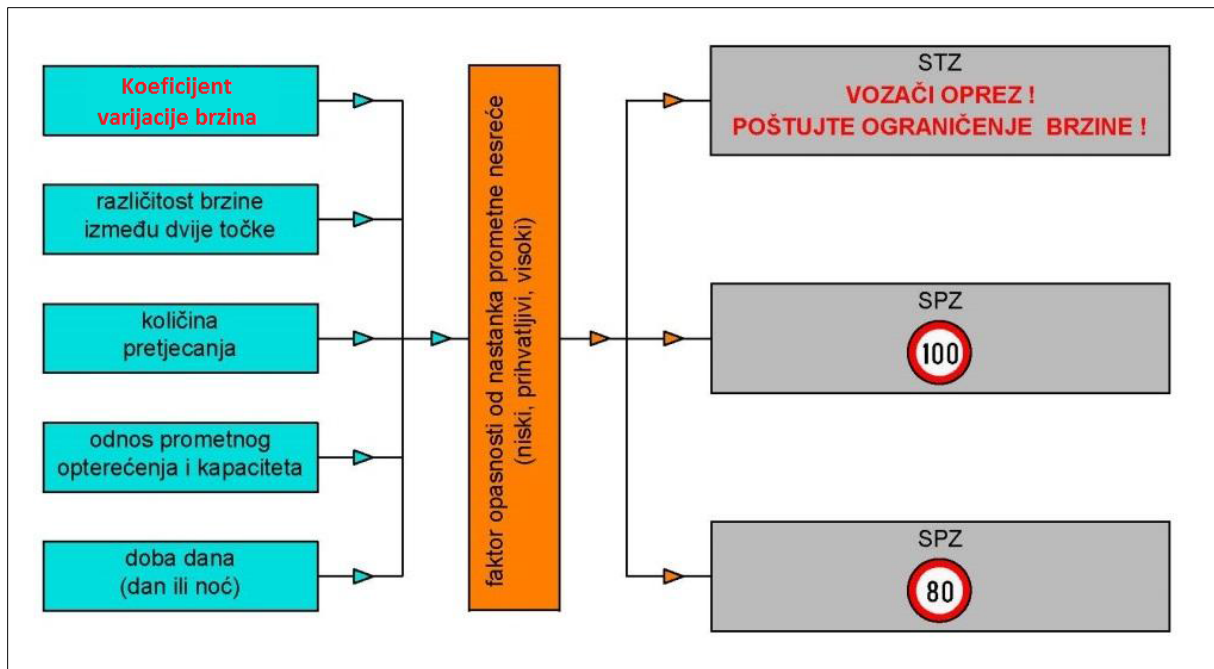 Koeficijent
varijacije brzina
različitost brzine
između dvije točke
količina
pretjecanja
odnos prometnog
opterećenja i kapaciteta
doba dana
(dan ili noć)
faktor opasnosti od nastanka prometne nesreće
(niski, prihvatljivi, visoki)
STZ
VOZAČI OPREZ !
POŠTUJTE OGRANIČENJE BRZINE !
SPZ
100
SPZ
80